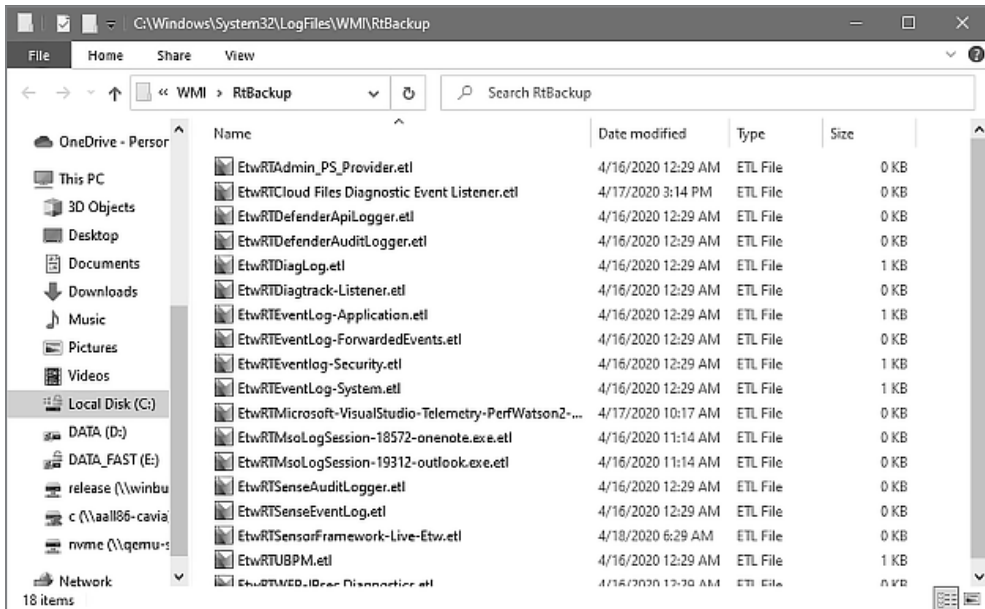 C:\Windows\System32\LogFiles\WMI\RtBackup
File Home Share View
« WMI > RtBackup Search RtBackup
Name Date modified Type Size
OneDrive - Person
This PC
3D Objects
Desktop
Documents
Downloads
Music
Pictures
Videos
Local Disk (C:)
DATA (D:)
DATA_FAST (E:)
release (\\winbu
c (\\aall86-cavia
nvme (\\qemu-s
Network
EtwRTAdmin_PS_Provider.etl 4/16/2020 12:29 AM ETL File 0 KB
EtwRTCloud Files Diagnostic Event Listener.etl 4/17/2020 3:14 PM ETL File 0 KB
EtwRTDefenderApiLogger.etl 4/16/2020 12:29 AM ETL File 0 KB
EtwRTDefenderAuditLogger.etl 4/16/2020 12:29 AM ETL File 0 KB
EtwRTDiagLog.etl 4/16/2020 12:29 AM ETL File 1 KB
EtwRTDiagtrack-Listener.etl 4/16/2020 12:29 AM ETL File 0 KB
EtwRTEventLog-Application.etl 4/16/2020 12:29 AM ETL File 1 KB
EtwRTEventLog-ForwardedEvents.etl 4/16/2020 12:29 AM ETL File 0 KB
EtwRTEventlog-Security.etl 4/16/2020 12:29 AM ETL File 1 KB
EtwRTEventLog-System.etl 4/16/2020 12:29 AM ETL File 1 KB
EtwRTMicrosoft-VisualStudio-Telemetry-PerfWatson2-... 4/17/2020 10:17 AM ETL File 0 KB
EtwRTMsoLogSession-18572-onenote.exe.etl 4/16/2020 11:14 AM ETL File 0 KB
EtwRTMsoLogSession-19312-outlook.exe.etl 4/16/2020 11:14 AM ETL File 0 KB
EtwRTSenseAuditLogger.etl 4/16/2020 12:29 AM ETL File 0 KB
EtwRTSenseEventLog.etl 4/16/2020 12:29 AM ETL File 0 KB
EtwRTSensorFramework-Live-Etw.etl 4/18/2020 6:29 AM ETL File 0 KB
EtwRTUBPM.etl 4/16/2020 12:29 AM ETL File 1 KB
EtwRTWFP-IPsec Diagnostics.etl 4/16/2020 12:29 AM ETL File 0 KB
18 items